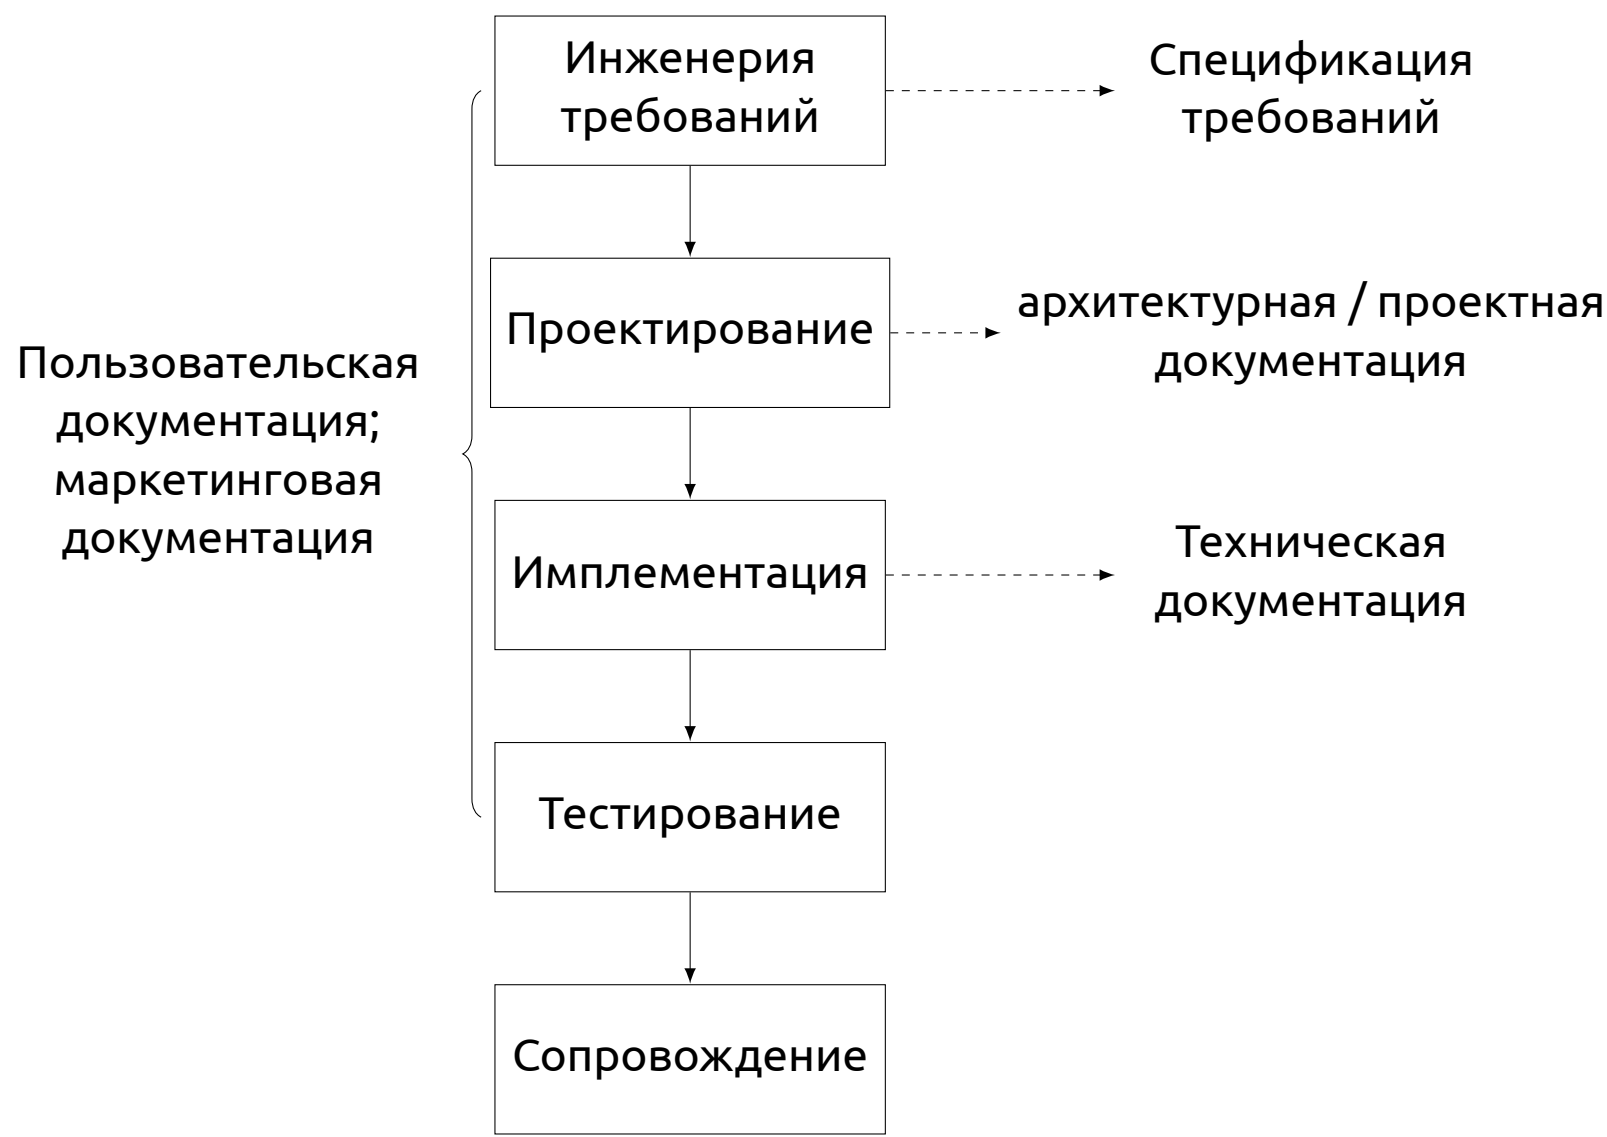 Инженерия
требований
Спецификация
требований
Проектирование
архитектурная / проектная
документация
Пользовательская
документация;
маркетинговая
документация
Имплементация
Техническая
документация
Тестирование
Сопровождение